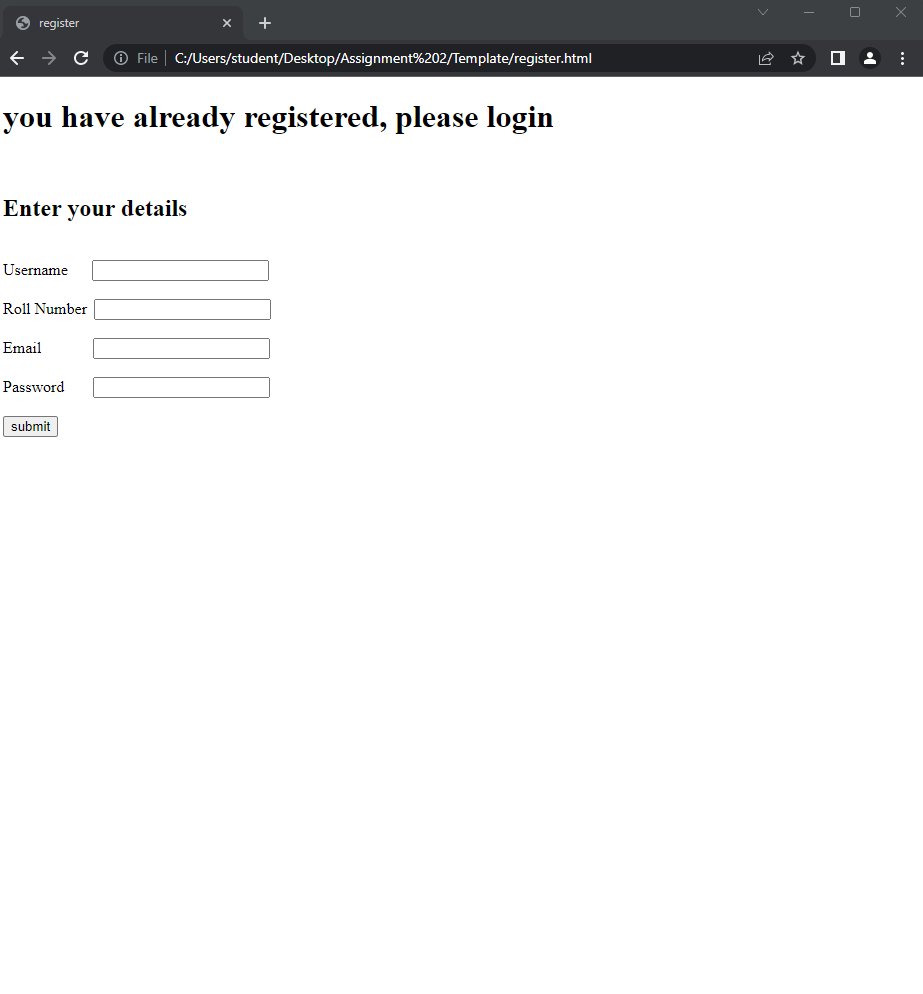 register
File C:/Users/student/Desktop/Assignment%202/Template/register.html
you have already registered, please login
Enter your details
Username
Roll Number
Email
Password
submit